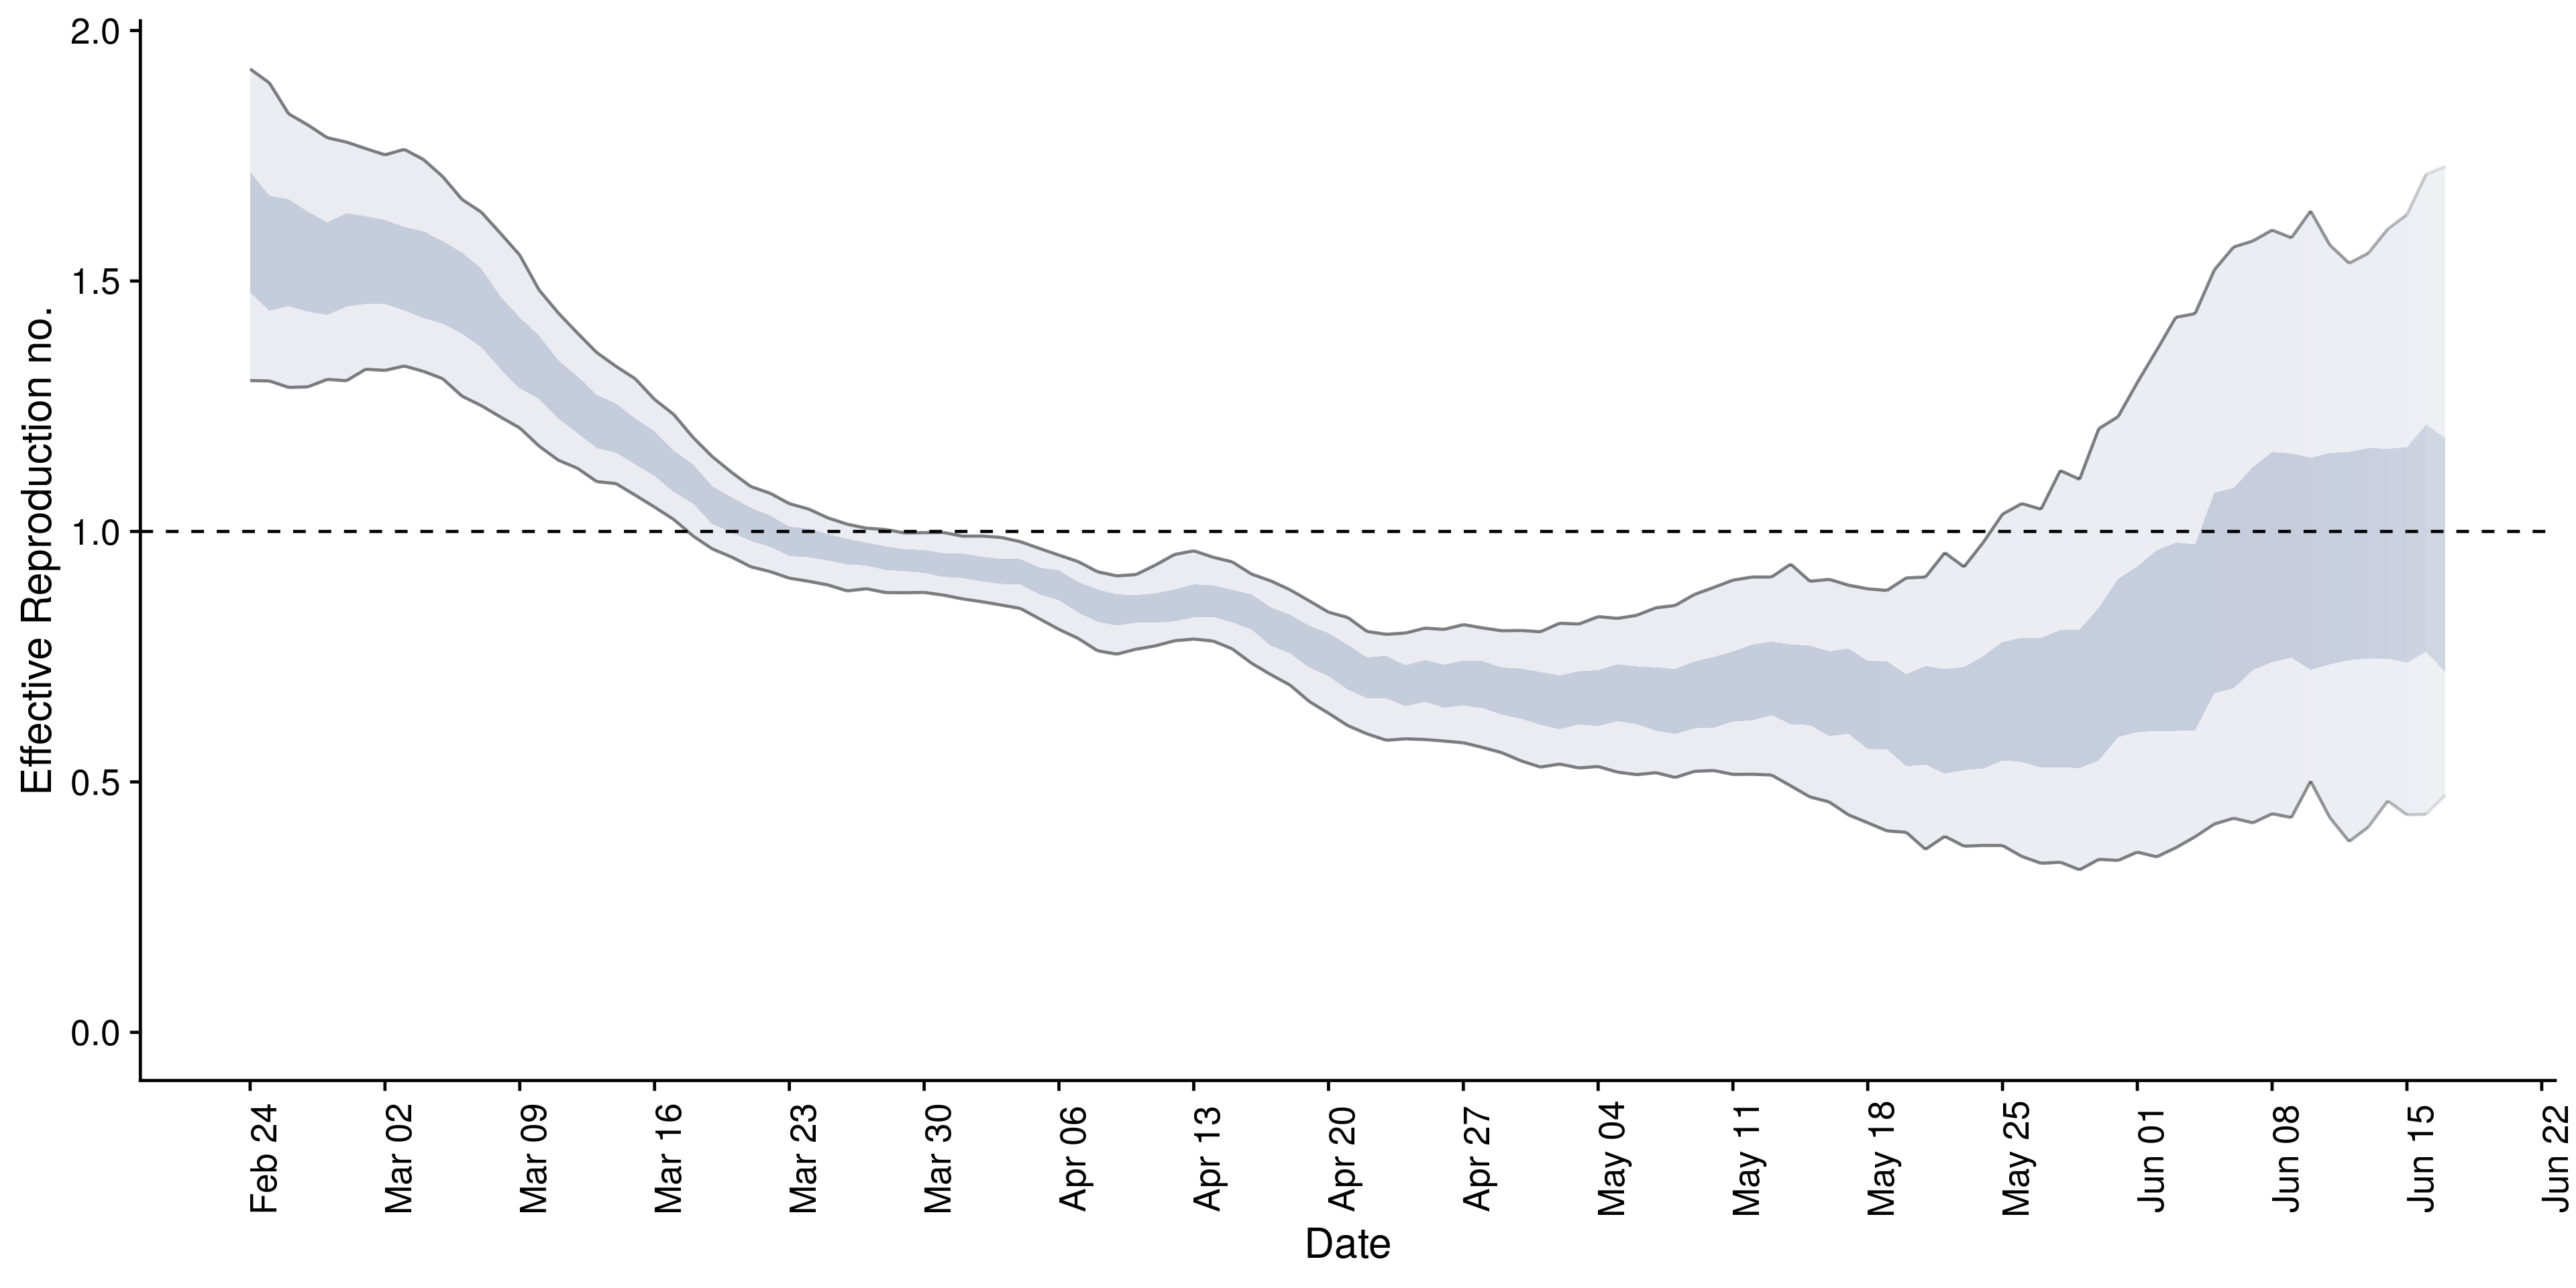 Effective Reproduction no.
2.0
1.5
1.0
0.5
0.0
Feb 24
Mar 02
Mar 09
Mar 16
Mar 23
Mar 30
Apr 06
Apr 13
Apr 20
Apr 27
May 04
May 11
May 18
May 25
Jun 01
Jun 08
Jun 15
Jun 22
Date